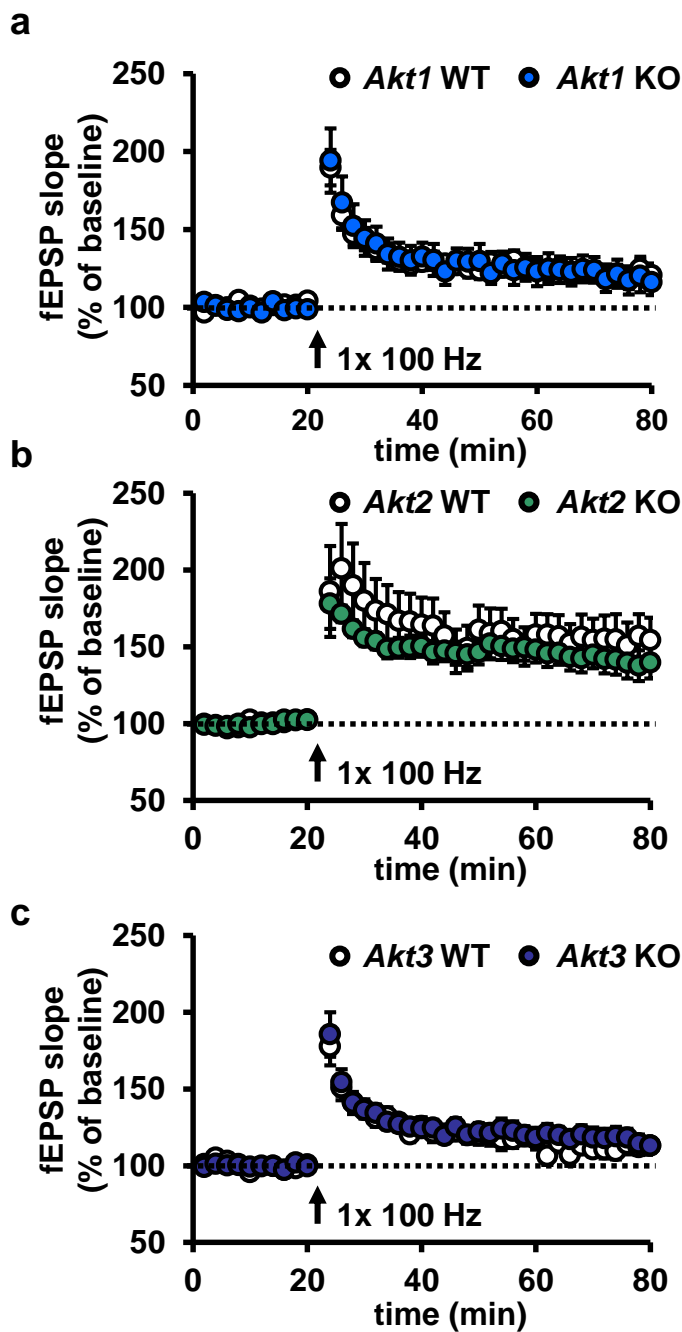 a
250
Akt1 WT
Akt1 KO
200
150
100
50
fEPSP slope
(% of baseline)
1x 100 Hz
0
20
40
60
80
time (min)
b
250
Akt2 WT
Akt2 KO
200
150
100
50
fEPSP slope
(% of baseline)
1x 100 Hz
0
20
40
60
80
time (min)
c
250
Akt3 WT
Akt3 KO
200
150
100
50
fEPSP slope
(% of baseline)
1x 100 Hz
0
20
40
60
80
time (min)